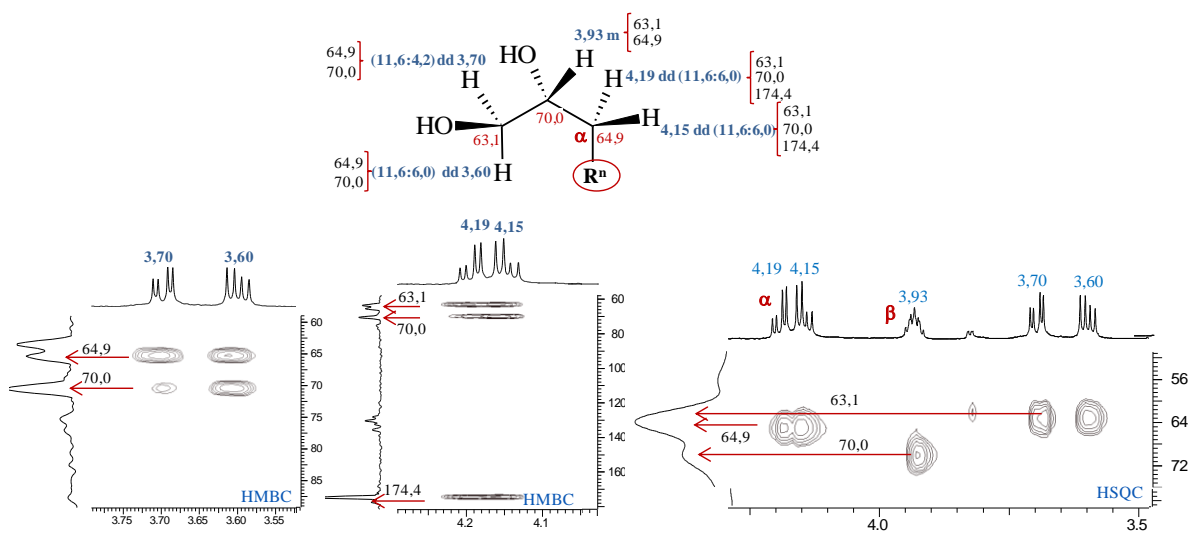 3,93 m
63,1
64,9
64,9
70,0
(11,6:4,2) dd 3,70
HO
H
H
H
4,19 dd (11,6:6,0)
63,1
70,0
174,4
HO
63,1
70,0
α
64,9
H
4,15 dd (11,6:6,0)
63,1
70,0
174,4
64,9
70,0
(11,6:6,0) dd 3,60
H
Rⁿ
3,70
3,60
64,9
70,0
60
65
70
75
80
85
HMBC
3.75
3.70
3.65
3.60
3.55
4,19
4,15
63,1
70,0
174,4
60
80
100
120
140
160
HMBC
4.2
4.1
4,19
4,15
α
β
3,93
3,70
3,60
63,1
64,9
70,0
56
64
72
HSQC
4.0
3.5